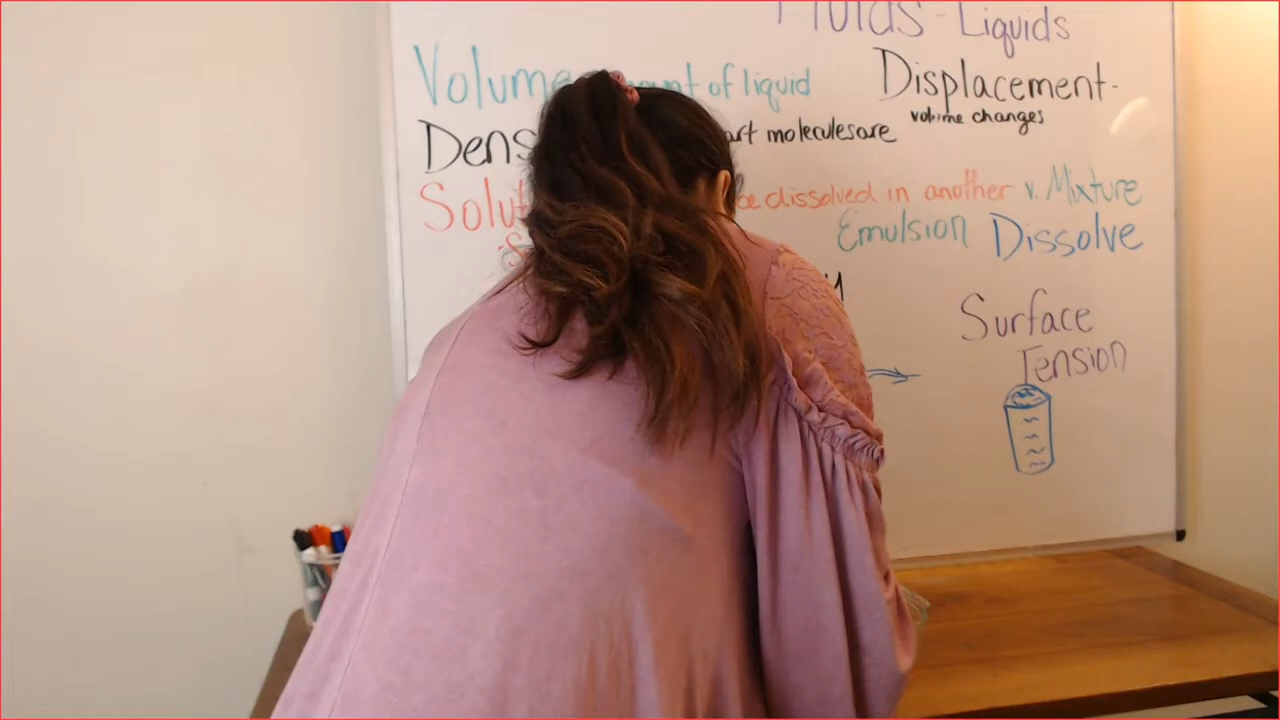 Fluids - Liquids
Volume amount of liquid
Displacement-
volume changes
Dens art molecules are
Solut be dissolved in another v. Mixture
Emulsion Dissolve
Surface
Tension